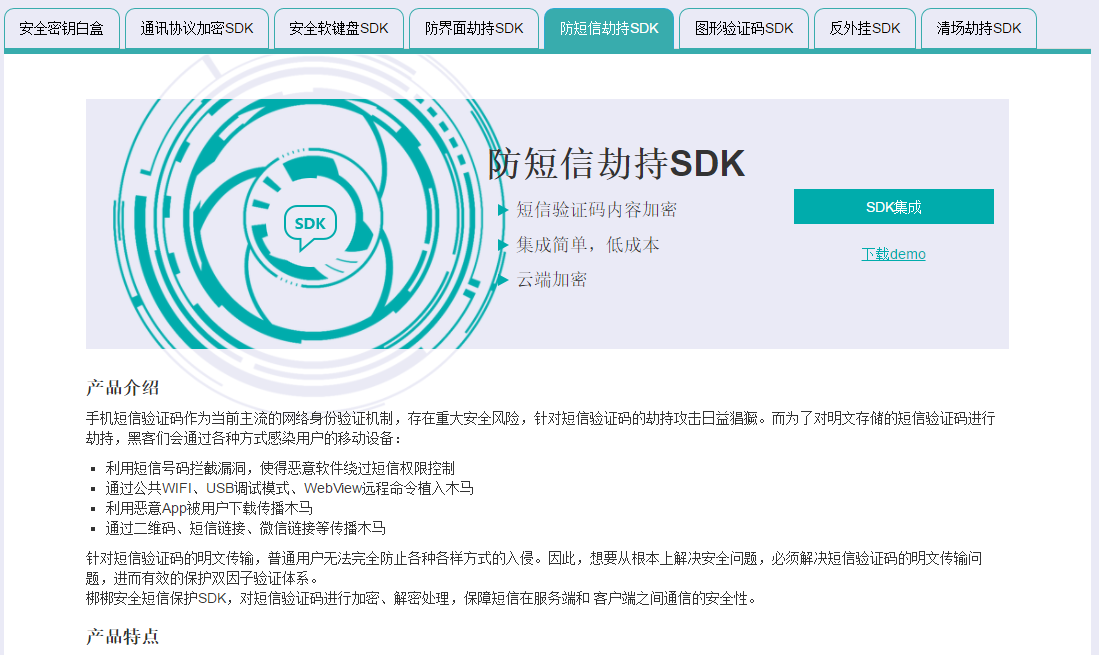 安全密钥白盒 通讯协议加密SDK 安全软键盘SDK 防界面劫持SDK 防短信劫持SDK 图形验证码SDK 反外挂SDK 清场劫持SDK
防短信劫持SDK
SDK
短信验证码内容加密
集成简单，低成本
云端加密
SDK集成
下载demo
产品介绍
手机短信验证码作为当前主流的网络身份验证机制，存在重大安全风险，针对短信验证码的劫持攻击日益猖獗。而为了对明文存储的短信验证码进行
劫持，黑客们会通过各种方式感染用户的移动设备：
利用短信号码拦截漏洞，使得恶意软件绕过短信权限控制
通过公共WIFI、USB调试模式、WebView远程命令植入木马
利用恶意App被用户下载传播木马
通过二维码、短信链接、微信链接等传播木马
针对短信验证码的明文传输，普通用户无法完全防止各种各样方式的入侵。因此，想要从根本上解决安全问题，必须解决短信验证码的明文传输问
题，进而有效的保护双因子验证体系。
梆梆安全短信保护SDK，对短信验证码进行加密、解密处理，保障短信在服务端和 客户端之间通信的安全性。
产品特点